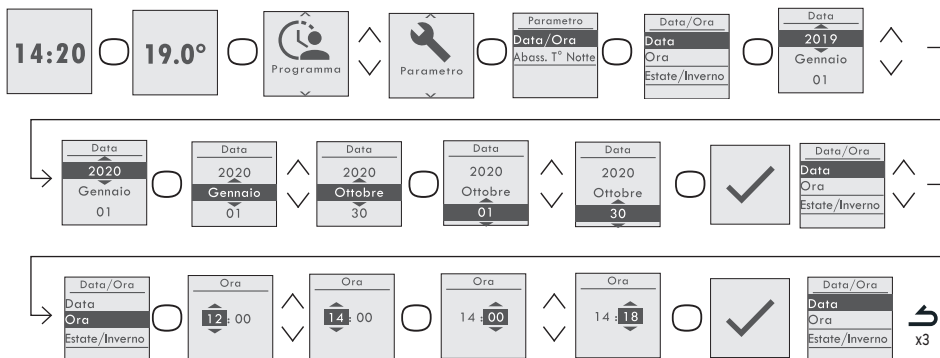 14:20
19.0°
Programma
Parametro
Parametro
Data/Ora
Abass. T° Notte
Data/Ora
Data
Ora
Estate/Inverno
Data
2019
Gennaio
01
Data
2020
Gennaio
01
Data
2020
Gennaio
01
Data
2020
Ottobre
30
Data
2020
Ottobre
01
Data
2020
Ottobre
30
Data/Ora
Data
Ora
Estate/Inverno
Data/Ora
Data
Ora
Estate/Inverno
Ora
12: 00
Ora
14: 00
Ora
14 : 00
Ora
14 : 18
Data/Ora
Data
Ora
Estate/Inverno
x3